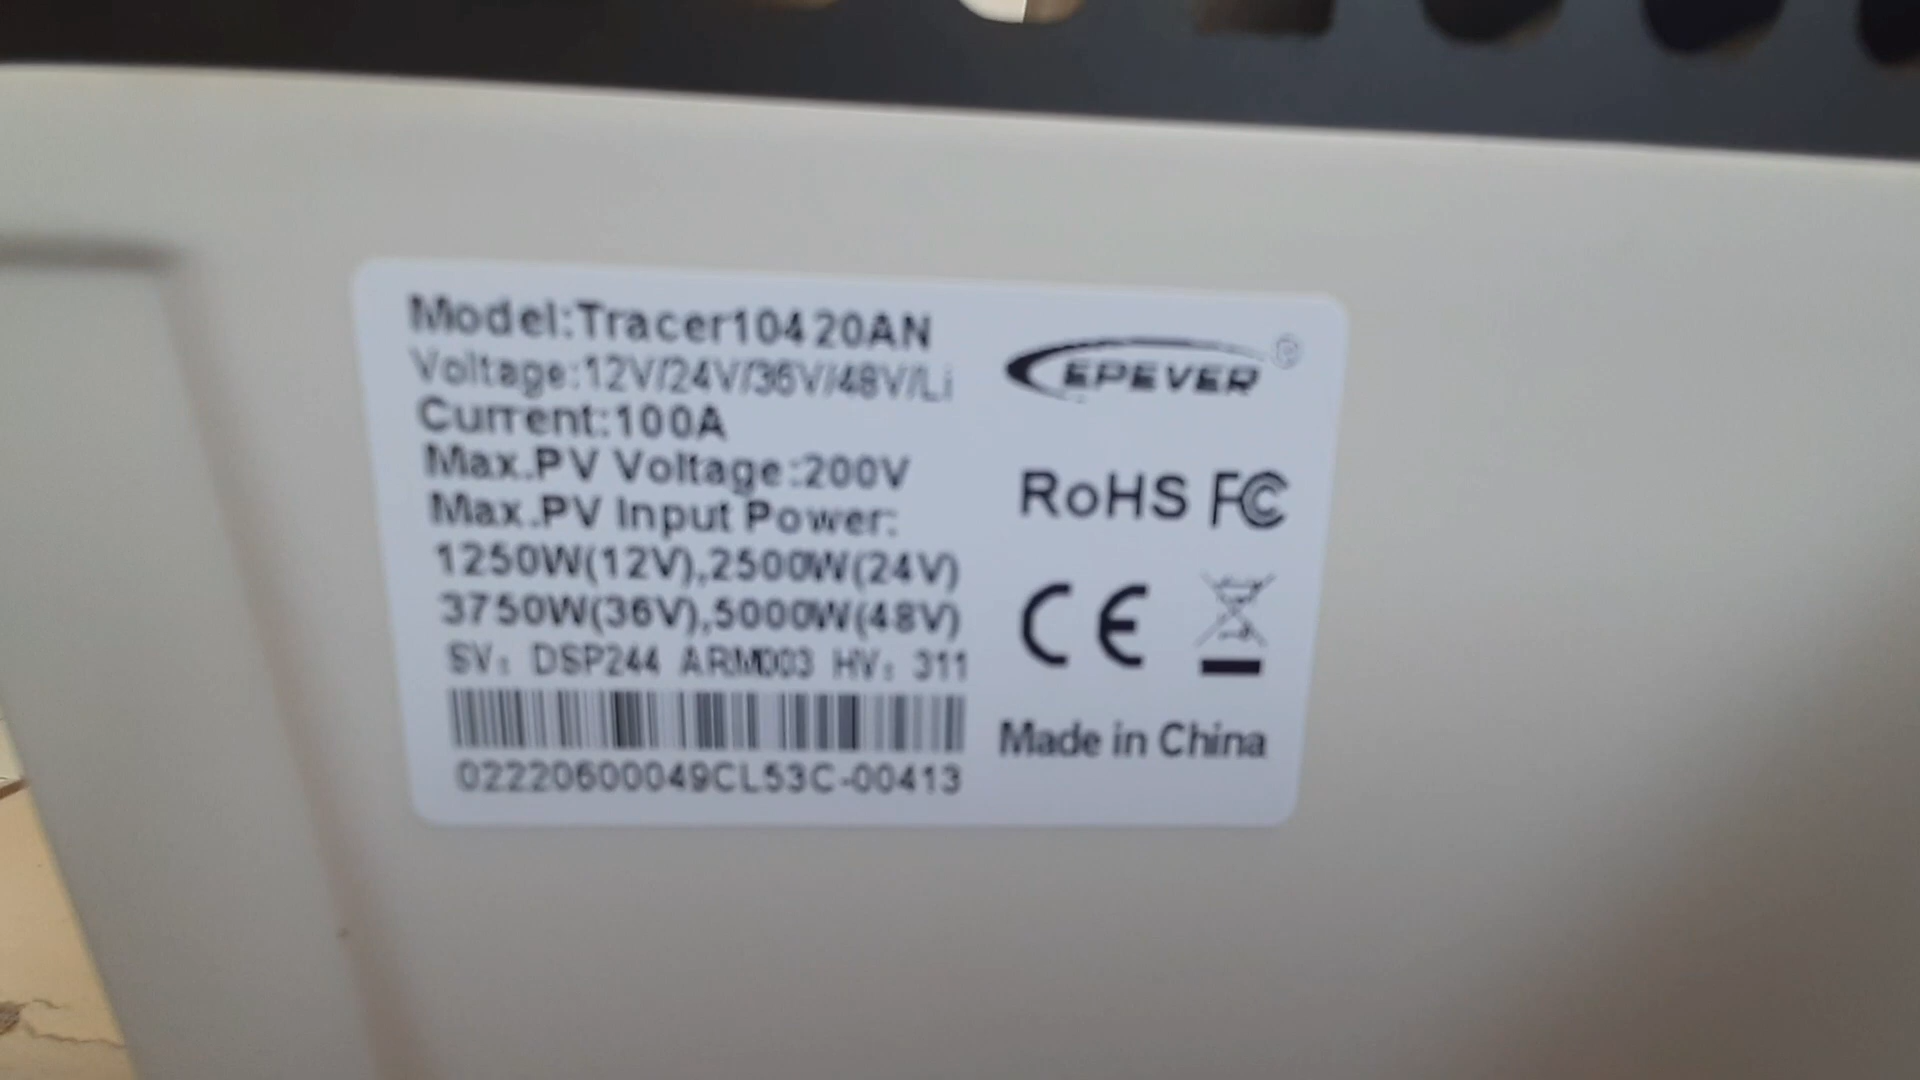 Model:Tracer10420AN
Voltage:12V/24V/36V/48V/Li
Current:100A
Max.PV Voltage:200V
Max.PV Input Power:
1250W(12V),2500W(24V)
3750W(36V),5000W(48V)
SV: DSP244 ARM003 HV: 311
02220600049CL53C-00413
EPEVER®
RoHS FC
CE
Made in China